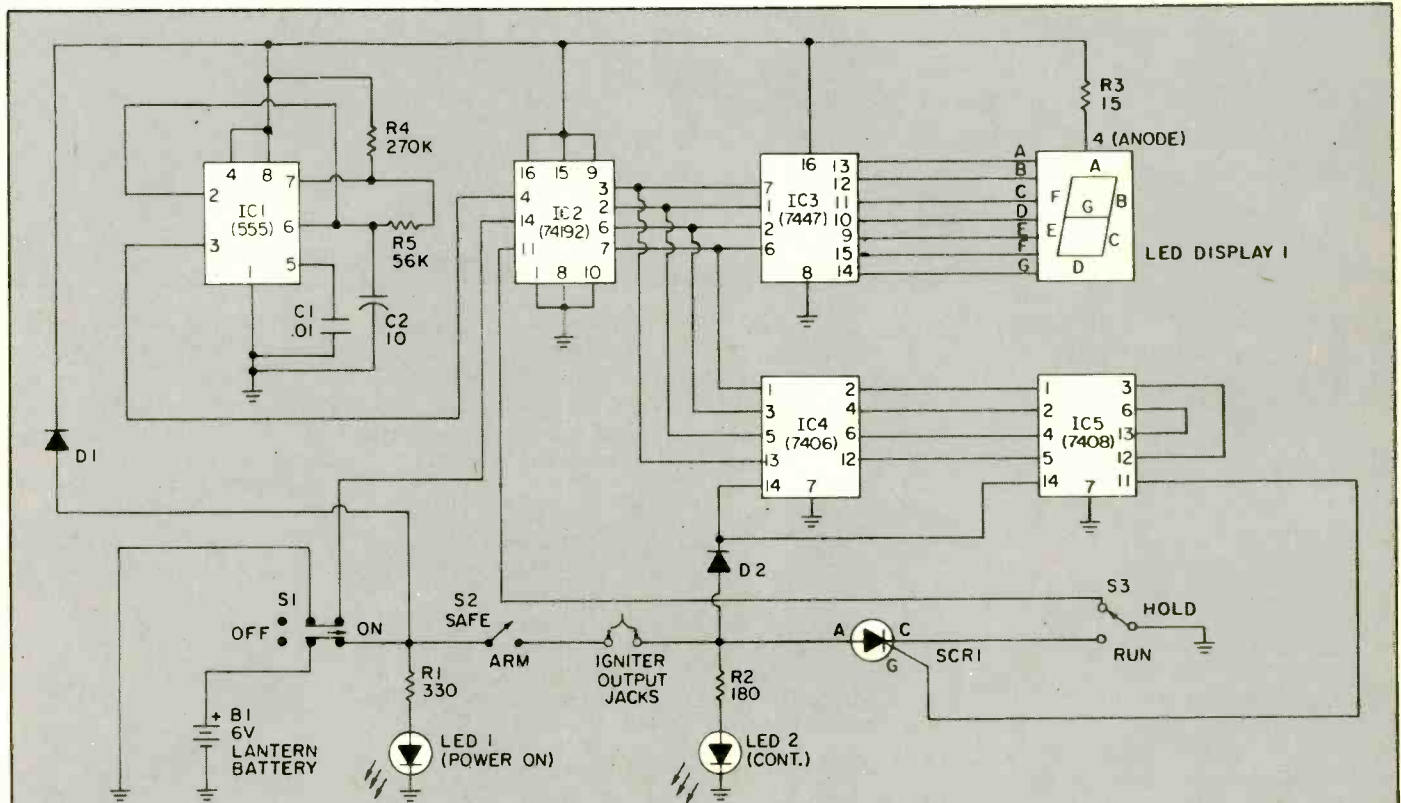 R3
15
4 (ANODE)
R4
270K
4 8 7
2
IC1
(555)
6
3
5
1
R5
56K
C1
.01
C2
10
16 15 9
4
14
11
IC2
(74192)
3
2
6
7
1 8 10
16
7
1
2
6
IC3
(7447)
13
12
11
10
9
15
14
8
A
B
C
D
E
F
G
A
F
G
B
E
C
D
LED DISPLAY 1
1
3
5
13
14
IC4
(7406)
2
4
6
12
7
1
2
4
5
14
IC5
(7408)
3
6
13
12
11
7
D1
D2
S1
OFF
ON
S2
SAFE
ARM
IGNITER
OUTPUT
JACKS
A
C
G
SCR1
S3
HOLD
RUN
R1
330
R2
180
+ B1
6V
LANTERN
BATTERY
LED 1
(POWER ON)
LED 2
(CONT.)